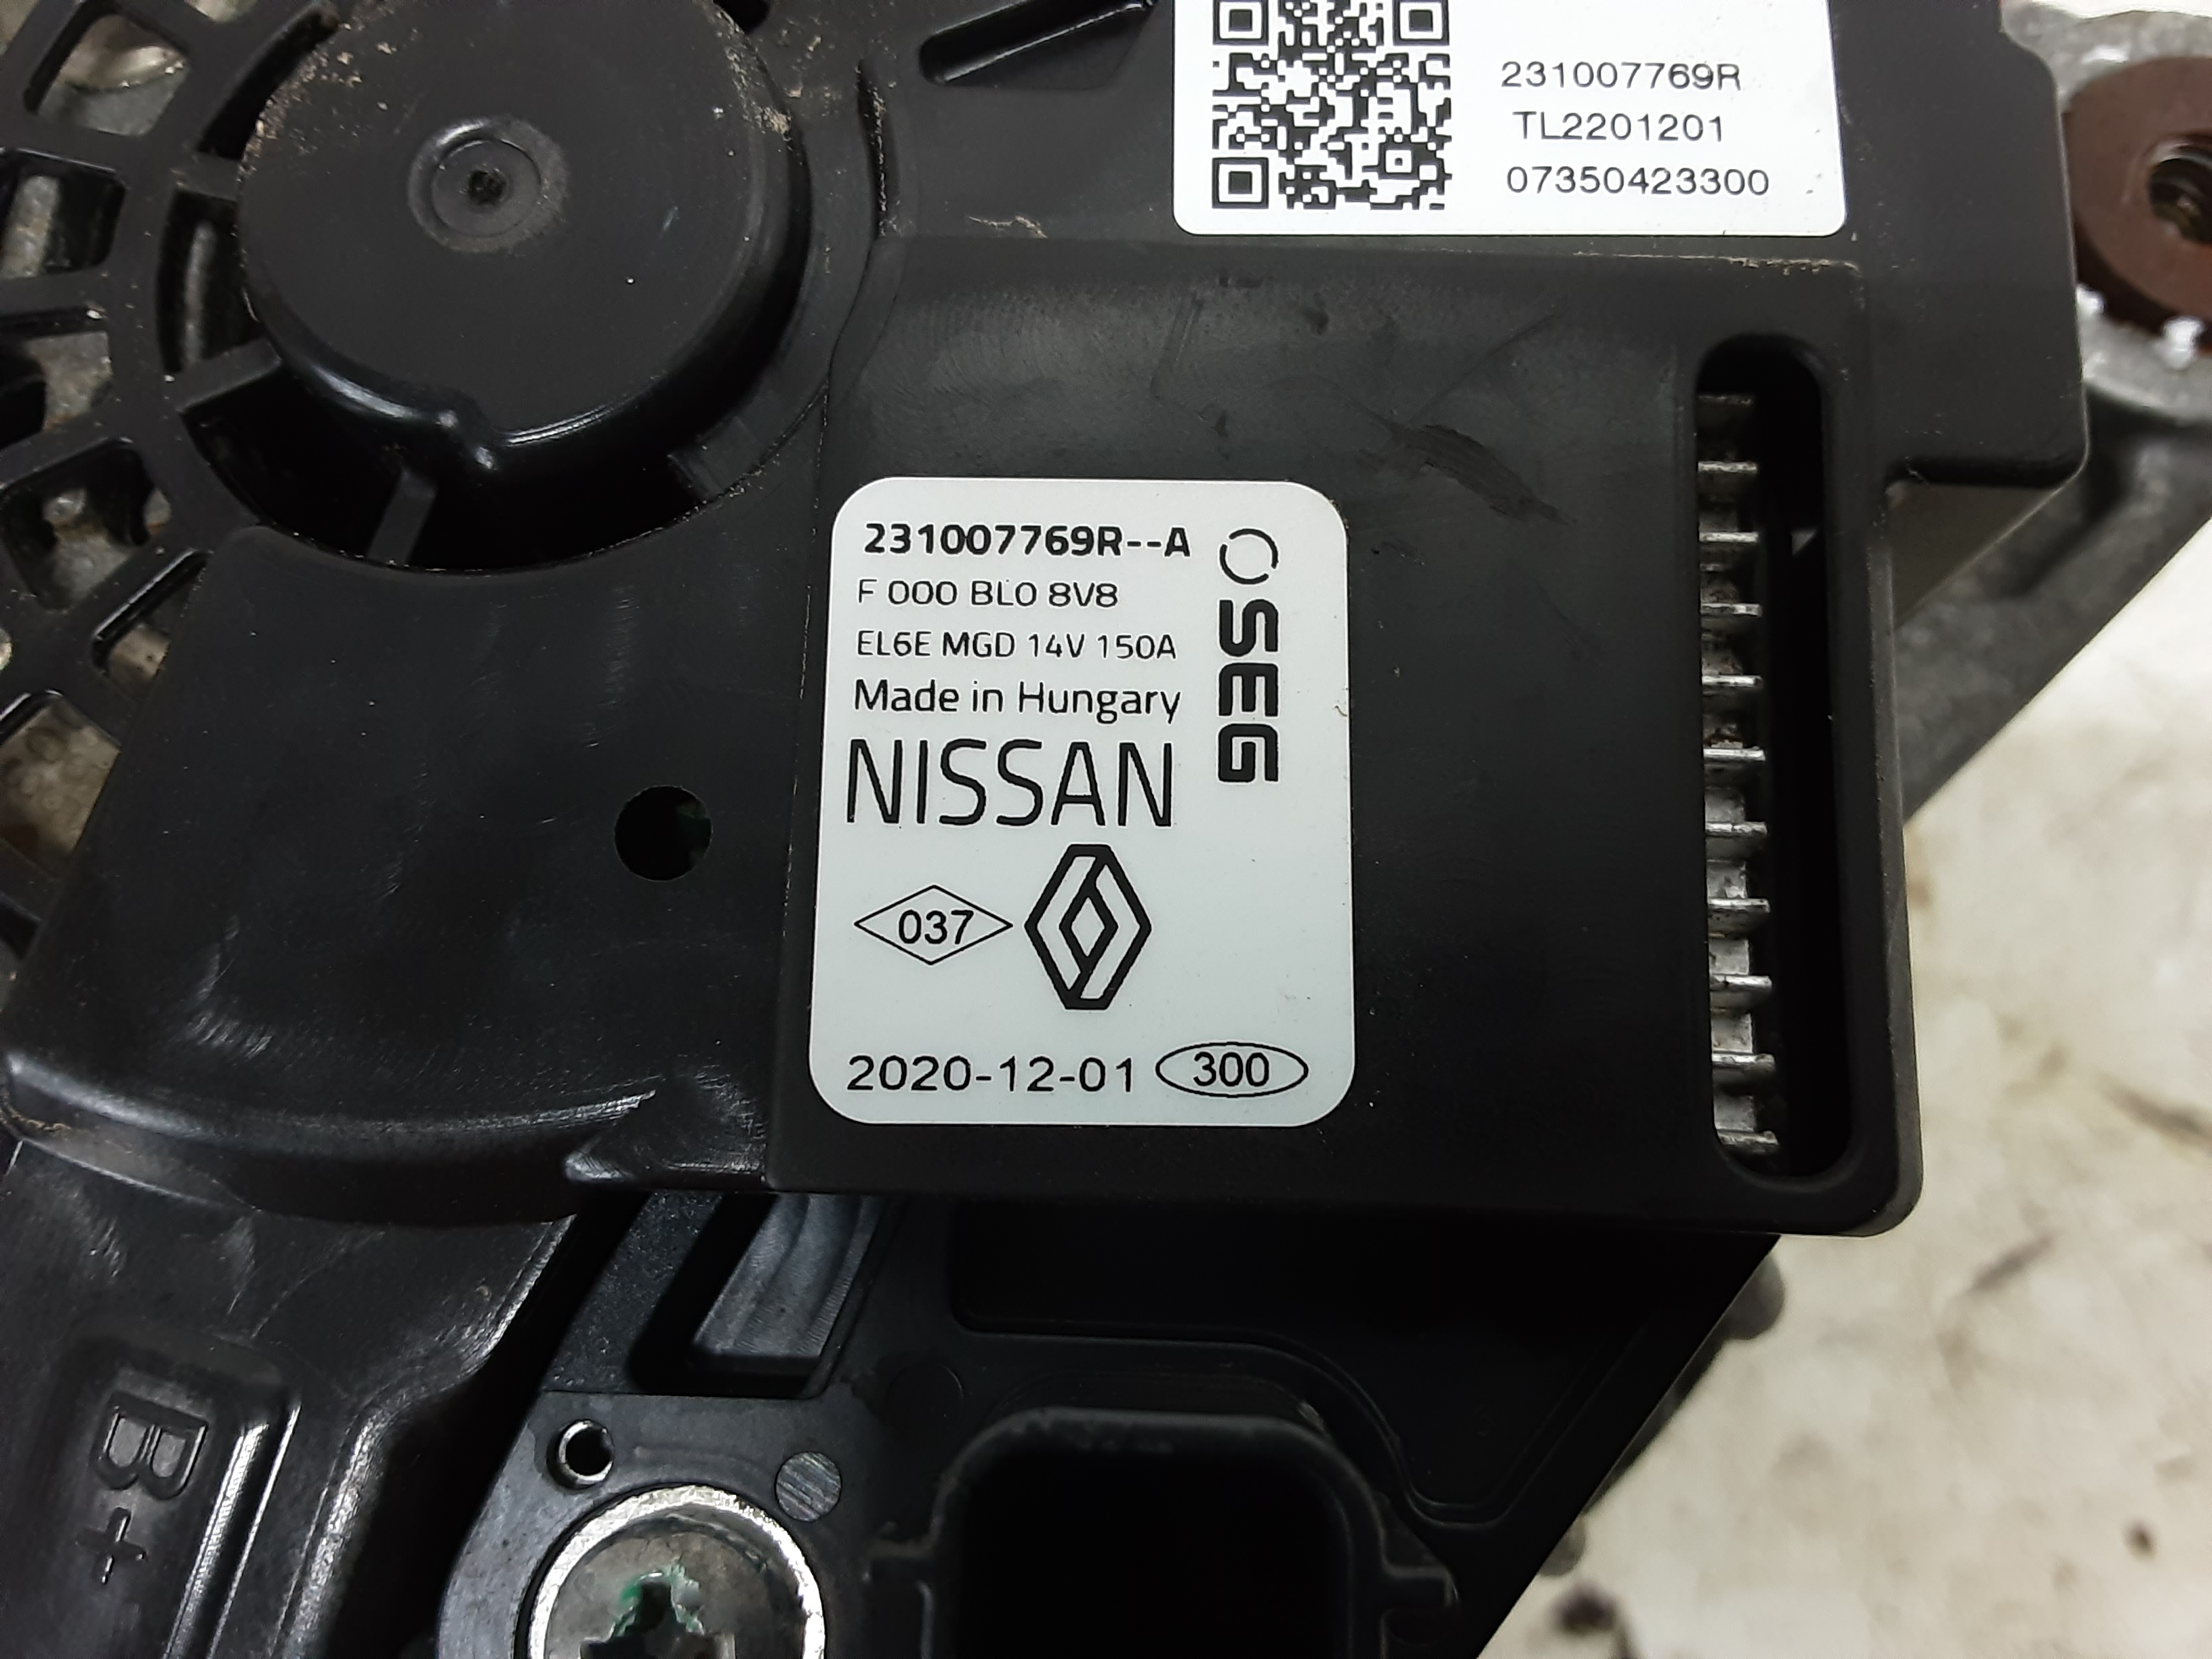 231007769R
TL2201201
07350423300
231007769R--A
F 000 BL0 8V8
EL6E MGD 14V 150A
Made in Hungary
SEG
NISSAN
037
2020-12-01 300
B+